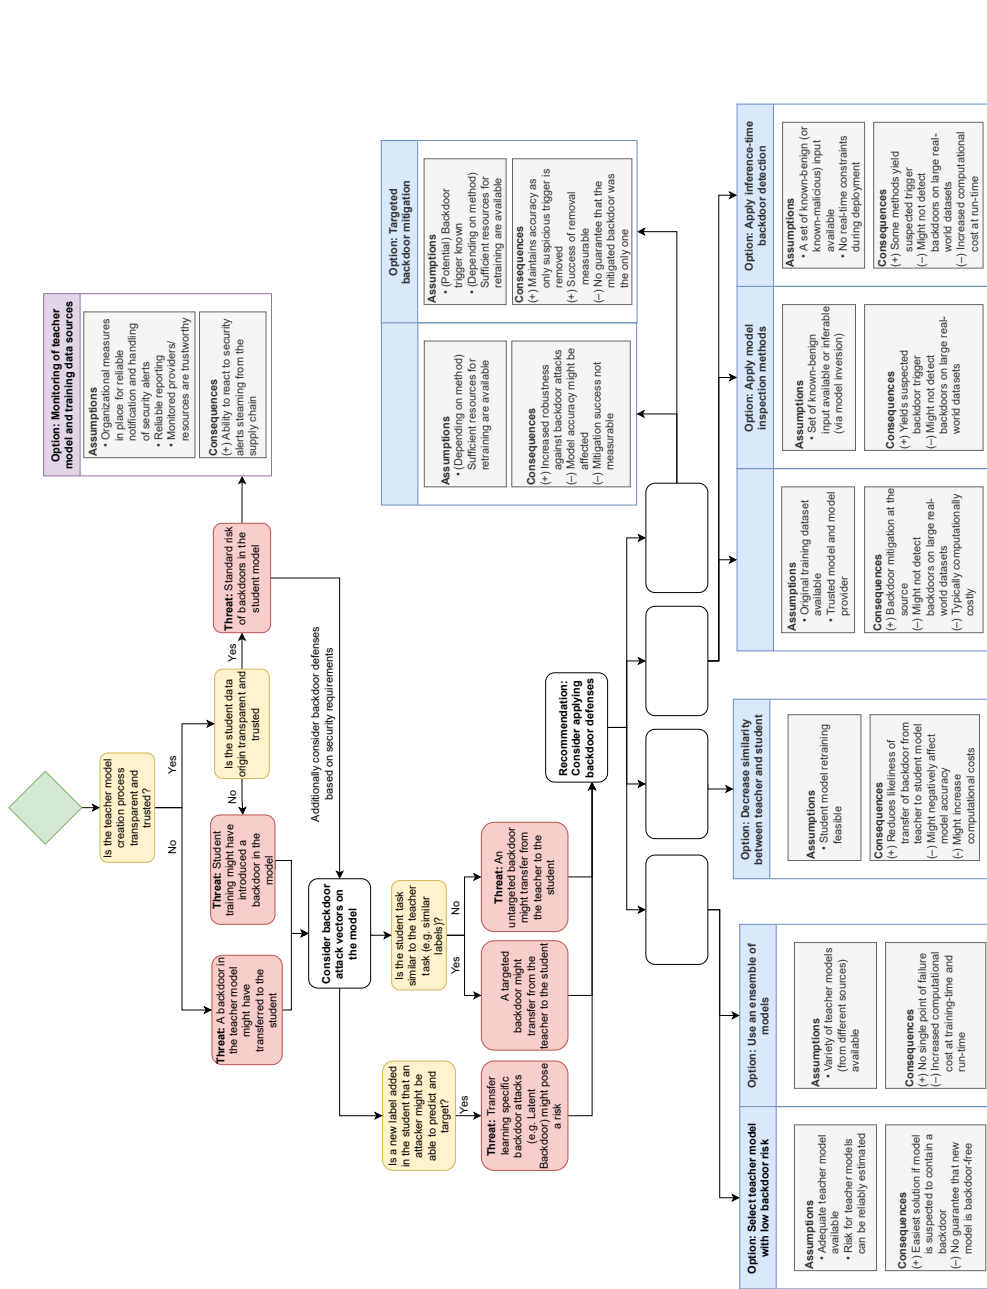 Is the teacher model
creation process
transparent and
trusted?
No
Yes
Threat: A backdoor in
the teacher model
might have
transferred to the
student
Threat: Student
training might have
introduced a
backdoor in the
model
No
Is the student data
origin transparent and
trusted
Yes
Threat: Standard risk
of backdoors in the
student model
Option: Monitoring of teacher
model and training data sources
Assumptions
• Organizational measures
in place for reliable
notification and handling
of security alerts
• Reliable reporting
• Monitored providers/
resources are trustworthy
Consequences
(+) Ability to react to security
alerts steaming from the
supply chain
Additionally consider backdoor defenses
based on security requirements
Consider backdoor
attack vectors on
the model
Is a new label added
in the student that an
attacker might be
able to predict and
target?
Yes
Threat: Transfer
learning specific
backdoor attacks
(e.g. Latent
Backdoor) might pose
a risk
Is the student task
similar to the teacher
task (e.g. similar
labels)?
Yes
No
A targeted
backdoor might
transfer from the
teacher to the student
Threat: An
untargeted backdoor
might transfer from
the teacher to the
student
Recommendation:
Consider applying
backdoor defenses
Assumptions
• (Depending on method)
Sufficient resources for
retraining are available
Consequences
(+) Increased robustness
against backdoor attacks
(–) Model accuracy might be
affected
(–) Mitigation success not
measurable
Option: Targeted
backdoor mitigation
Assumptions
• (Potential) Backdoor
trigger known
• (Depending on method)
Sufficient resources for
retraining are available
Consequences
(+) Maintains accuracy as
only suspicious trigger is
removed
(+) Success of removal
measurable
(–) No guarantee that the
mitigated backdoor was
the only one
Option: Select teacher model
with low backdoor risk
Assumptions
• Adequate teacher model
available
• Risk for teacher models
can be reliably estimated
Consequences
(+) Easiest solution if model
is suspected to contain a
backdoor
(–) No guarantee that new
model is backdoor-free
Option: Use an ensemble of
models
Assumptions
• Variety of teacher models
(from different sources)
available
Consequences
(+) No single point of failure
(–) Increased computational
cost at training-time and
run-time
Option: Decrease similarity
between teacher and student
Assumptions
• Student model retraining
feasible
Consequences
(+) Reduces likeliness of
transfer of backdoor from
teacher to student model
(–) Might negatively affect
model accuracy
(-) Might increase
computational costs
Assumptions
• Original training dataset
available
• Trusted model and model
provider
Consequences
(+) Backdoor mitigation at the
source
(–) Might not detect
backdoors on large real-
world datasets
(–) Typically computationally
costly
Option: Apply model
inspection methods
Assumptions
• Set of known-benign
input available or inferable
(via model inversion)
Consequences
(+) Yields suspected
backdoor trigger
(–) Might not detect
backdoors on large real-
world datasets
Option: Apply inference-time
backdoor detection
Assumptions
• A set of known-benign (or
known-malicious) input
available
• No real-time constraints
during deployment
Consequences
(+) Some methods yield
suspected trigger
(–) Might not detect
backdoors on large real-
world datasets
(–) Increased computational
cost at run-time